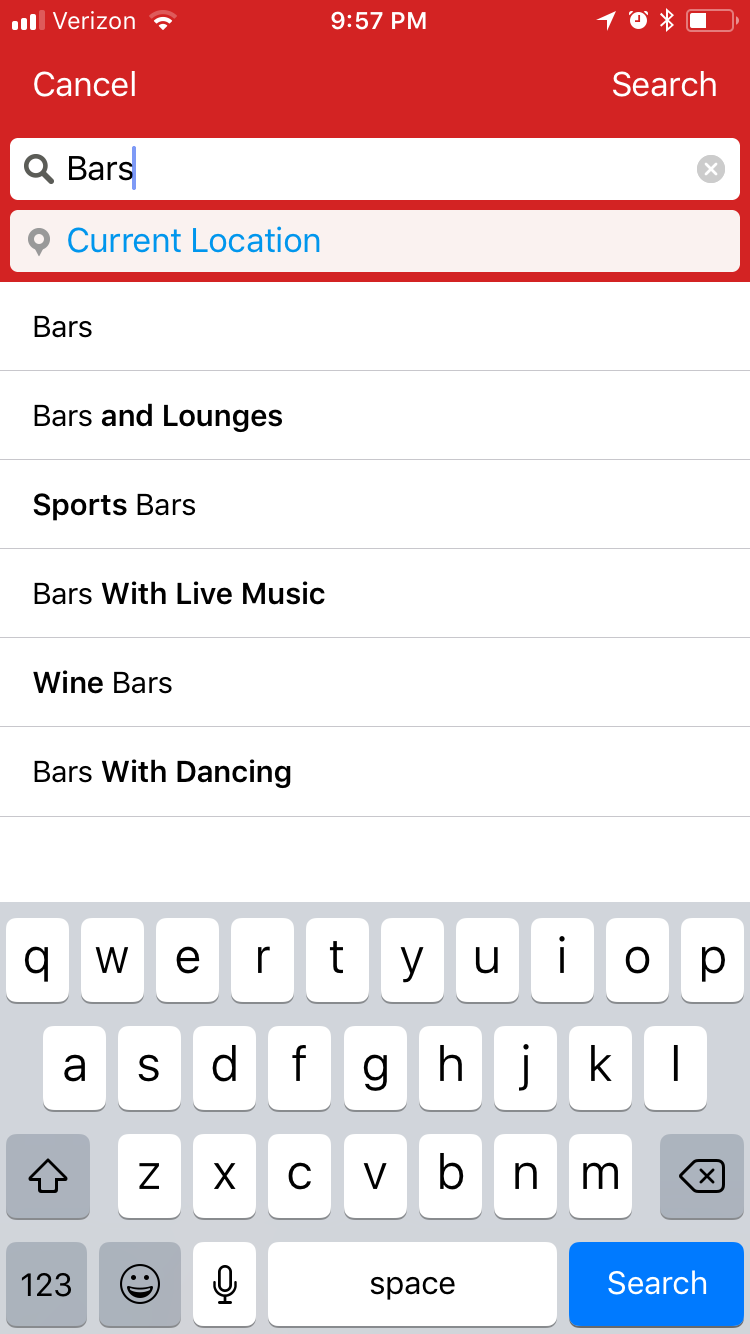 Verizon 9:57 PM
Cancel Search
Bars
Current Location
Bars
Bars and Lounges
Sports Bars
Bars With Live Music
Wine Bars
Bars With Dancing
q w e r t y u i o p
a s d f g h j k l
z x c v b n m
123 space Search